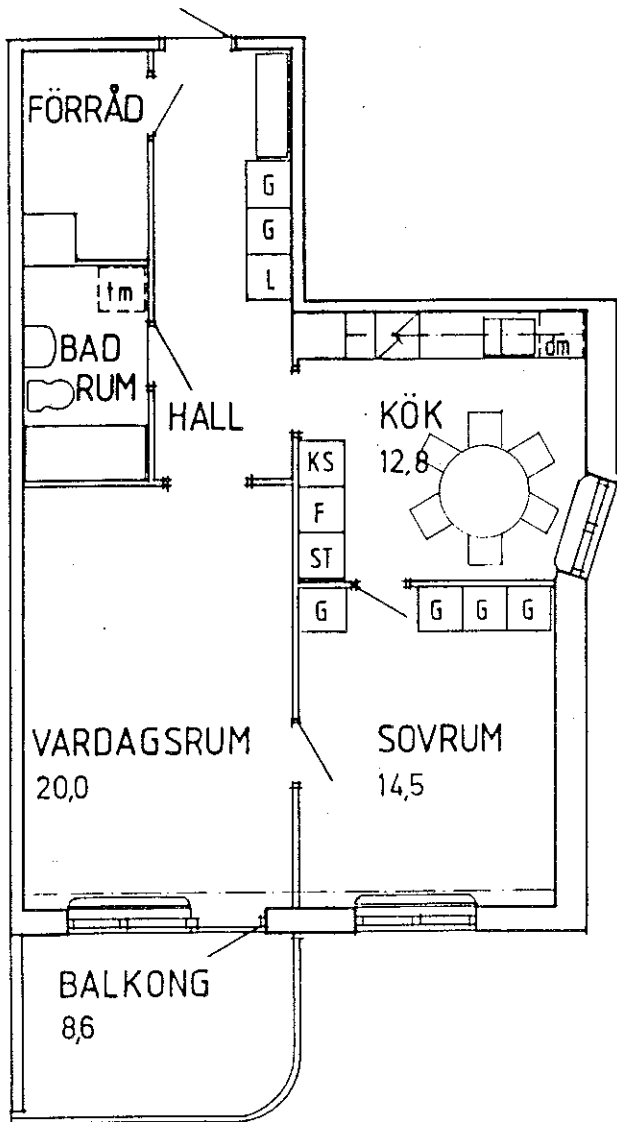 FÖRRÅD
G
G
L
tm
BAD
RUM
HALL
dm
KÖK
12,8
KS
F
ST
G
G G G
VARDAGSRUM
20,0
SOVRUM
14,5
BALKONG
8,6